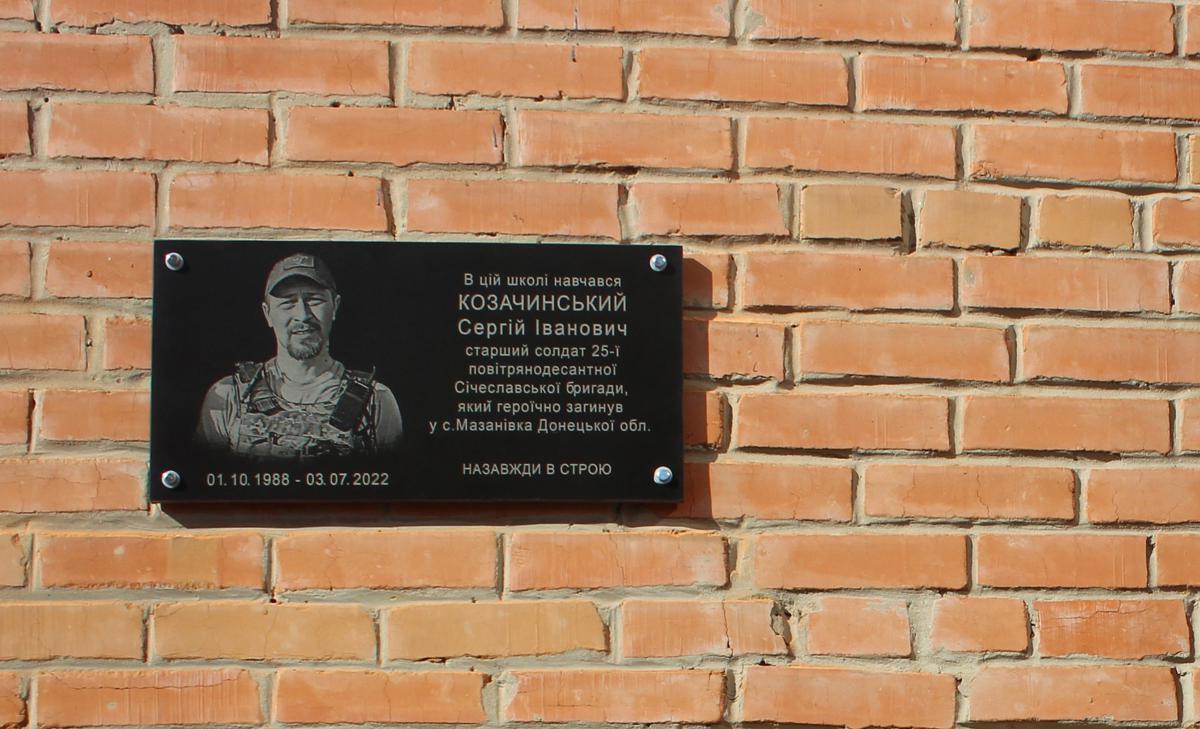 В цій школі навчався
КОЗАЧИНСЬКИЙ
Сергій Іванович
старший солдат 25-ї
повітрянодесантної
Січеславської бригади,
який героїчно загинув
у с.Мазанівка Донецької обл.
НАЗАВЖДИ В СТРОЮ
01.10.1988 - 03.07.2022